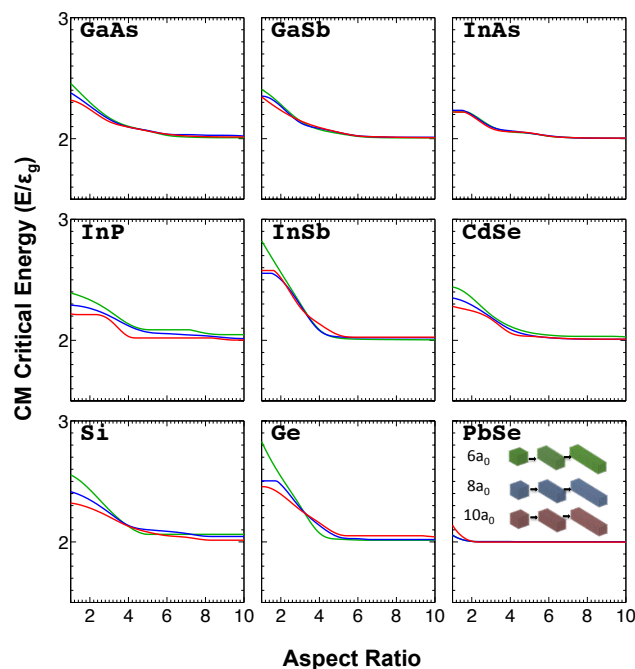 GaAs GaSb InAs
3
2
InP InSb CdSe
3
2
Si Ge PbSe
3
2
6a₀
8a₀
10a₀
2 4 6 8 10 2 4 6 8 10 2 4 6 8 10
CM Critical Energy (E/ε_g)
Aspect Ratio